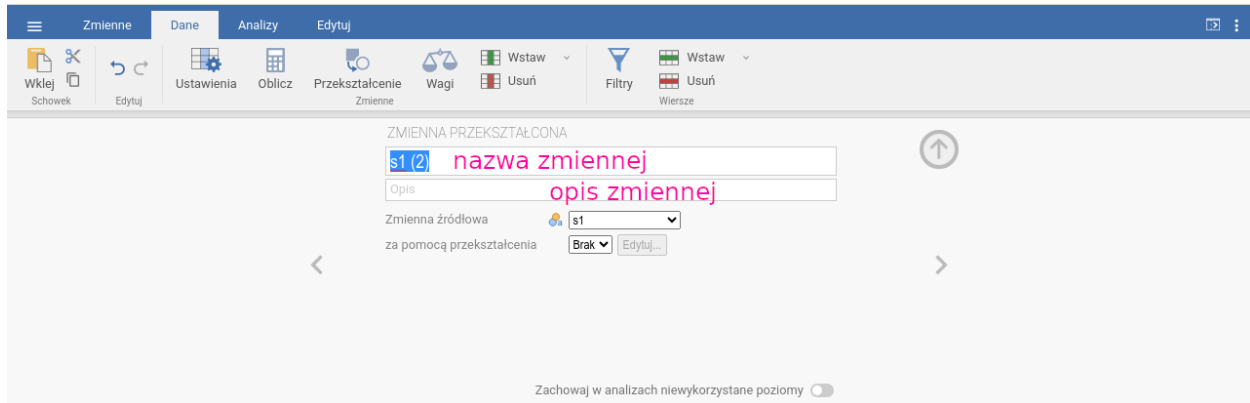 Zmienne Dane Analizy Edytuj
Wklej Ustawienia Oblicz Przekształcenie Wagi Wstaw Usuń Filtry Wstaw Usuń
Schowek Edytuj Zmienne Wiersze
ZMIENNA PRZEKSZTAŁCONA
s1 (2) nazwa zmiennej
Opis opis zmiennej
Zmienna źródłowa a s1
za pomocą przekształcenia Brak Edytuj...
Zachowaj w analizach niewykorzystane poziomy